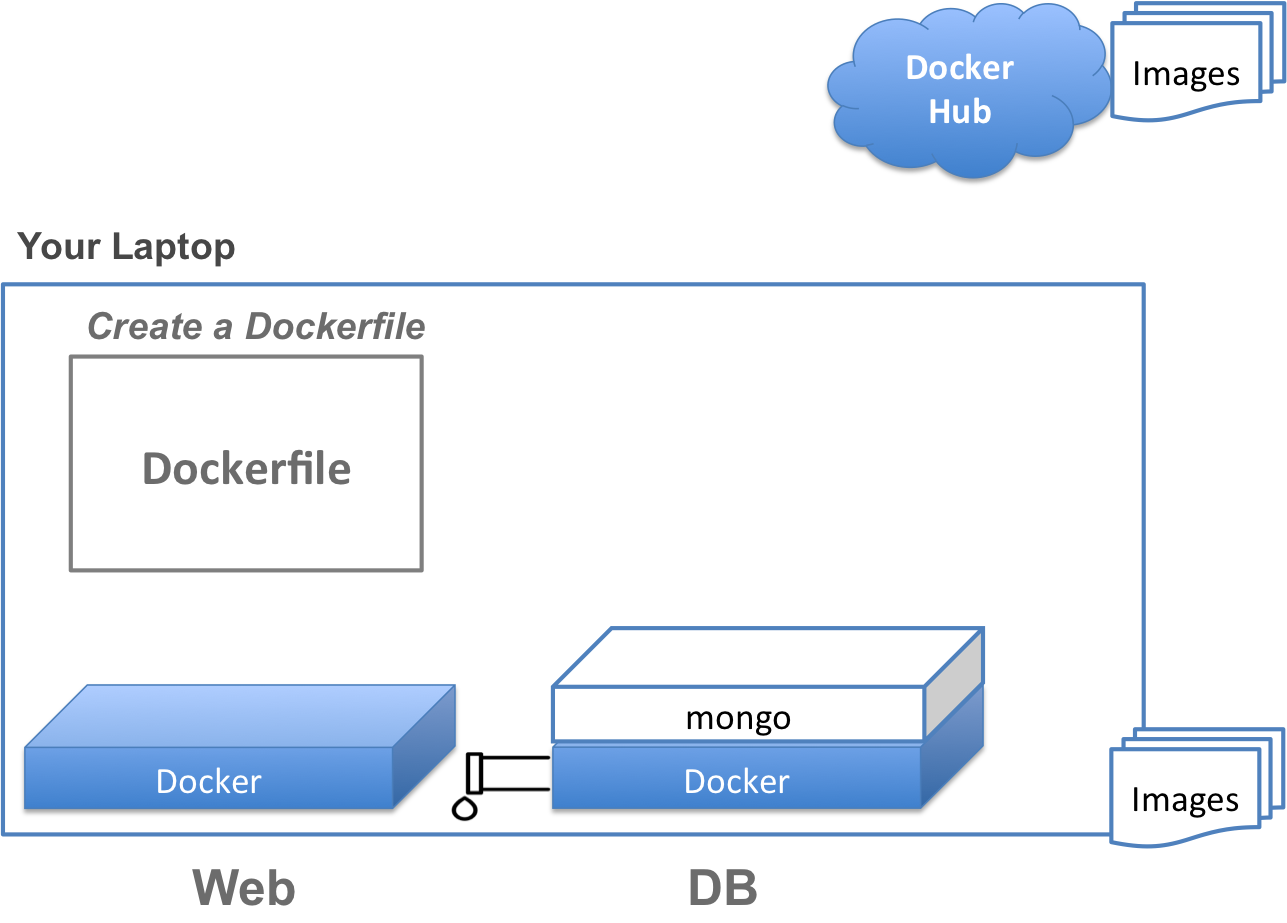 Docker
Hub
Images
Your Laptop
Create a Dockerfile
Dockerfile
mongo
Docker
Docker
Images
Web
DB